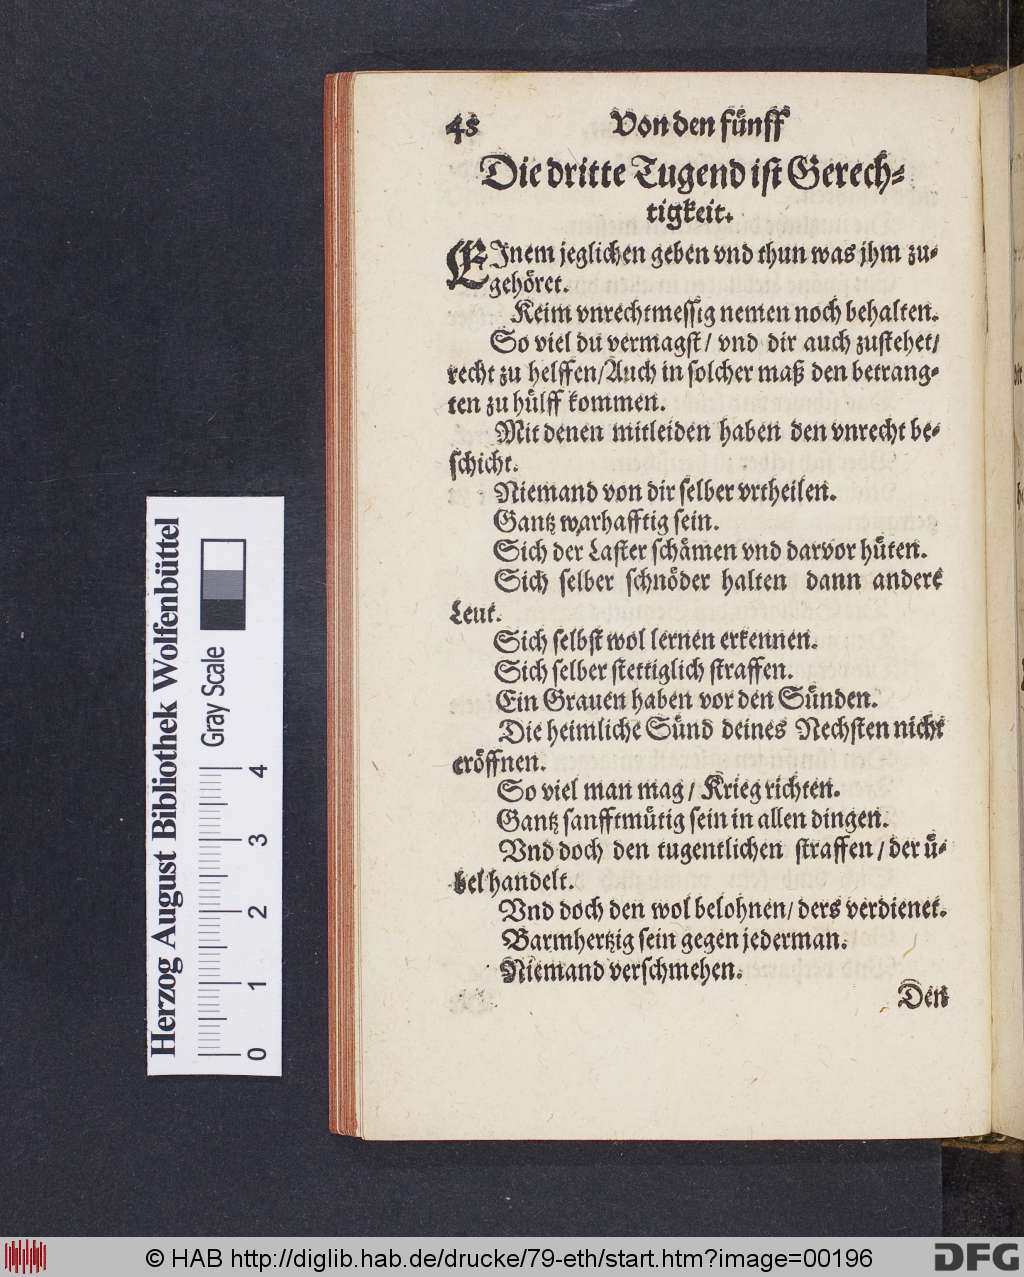 48 Von den fünff
Die dritte Tugend ist Gerech-
tigkeit.
EInem jeglichen geben vnd thun was jhm zu-
gehöret.
Keim vnrechtmessig nemen noch behalten.
So viel du vermagst / vnd dir auch zustehet /
recht zu helffen / Auch in solcher maß den betrang-
ten zu hülff kommen.
Mit denen mitleiden haben den vnrecht be-
schicht.
Niemand von dir selber vrtheilen.
Gantz warhafftig sein.
Sich der Laster schämen vnd darvor hüten.
Sich selber schnöder halten dann andere
Leut.
Sich selbst wol lernen erkennen.
Sich selber stettiglich straffen.
Ein Grauen haben vor den Sünden.
Die heimliche Sünd deines Nechsten nicht
eröffnen.
So viel man mag / Krieg richten.
Gantz sanfftmütig sein in allen dingen.
Vnd doch den tugentlichen straffen / der ü-
bel handelt.
Vnd doch den wol belohnen / ders verdienet.
Barmhertzig sein gegen jederman.
Niemand verschmehen.
Den
Herzog August Bibliothek Wolfenbüttel
Gray Scale
0 1 2 3 4
© HAB http://diglib.hab.de/drucke/79-eth/start.htm?image=00196
DFG